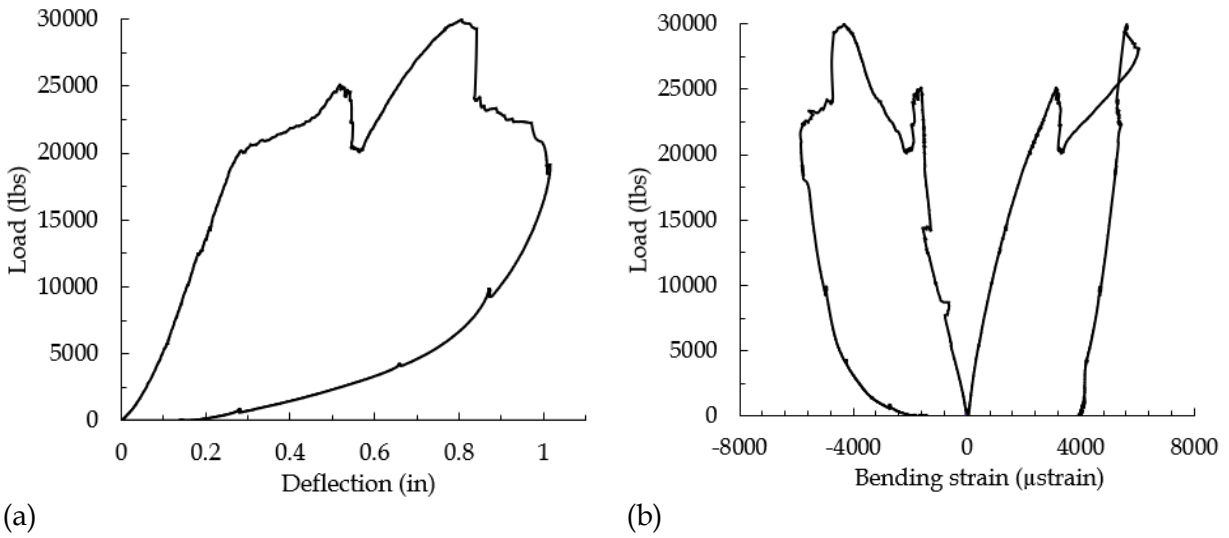 30000
25000
20000
15000
10000
5000
0
Load (lbs)
0 0.2 0.4 0.6 0.8 1
Deflection (in)
(a)
30000
25000
20000
15000
10000
5000
0
Load (lbs)
-8000 -4000 0 4000 8000
Bending strain (µstrain)
(b)